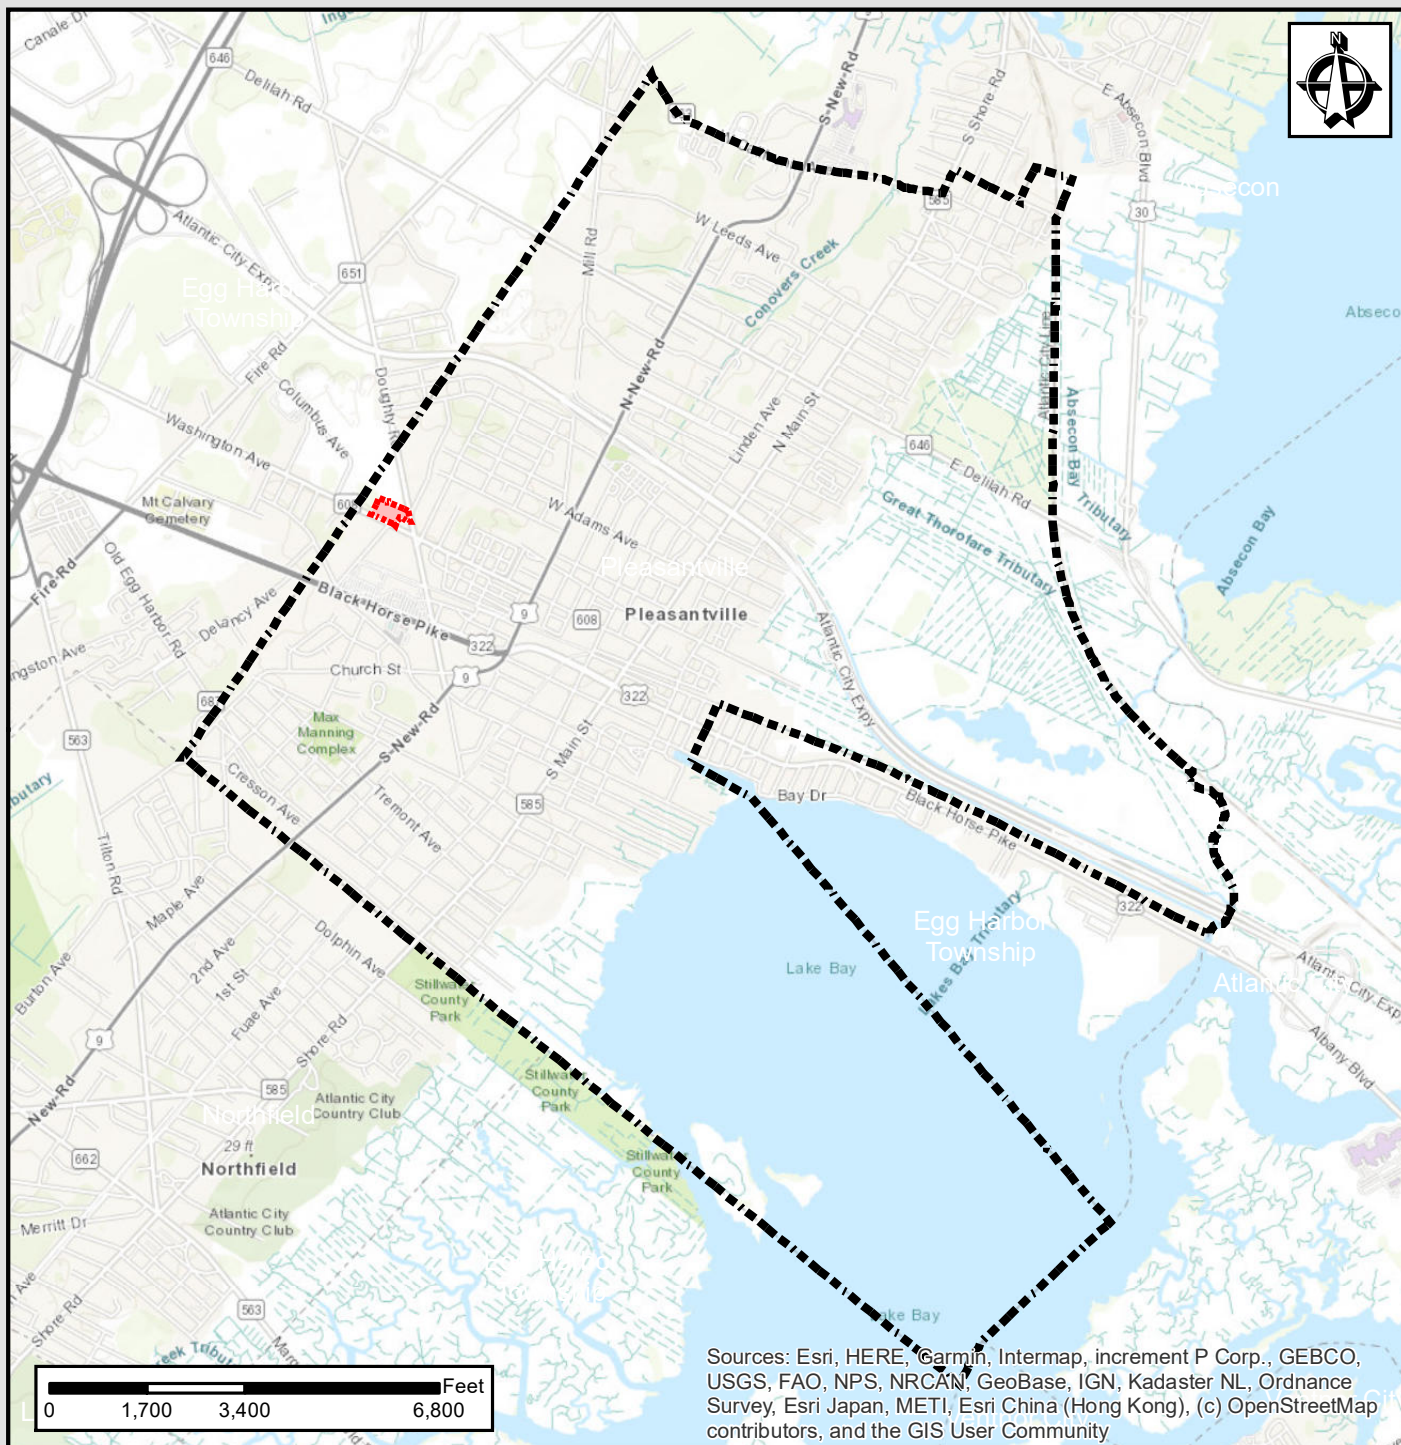 Canale Dr
646
Delilah Rd
S-New-Rd
S Shore Rd
E Absecon Blvd
N
Absecon
30
585
W Leeds Ave
Mill Rd
Conovers Creek
Atlantic City Expy
651
Egg Harbor
Township
Absecon
Fire Rd
Columbus Ave
Doughty Rd
N-New-Rd
Linden Ave
N Main St
Atlantic City Line
Absecon Bay Tributary
Washington Ave
646
E Delilah Rd
Mt Calvary
Cemetery
W Adams Ave
Great Thorofare Tributary
Absecon Bay
Fire-Rd
Old Egg Harbor Rd
Pleasantville
Black-Horse-Pike
9
608
Pleasantville
Delancy Ave
322
Atlantic City Expy
Church St
9
322
Max
Manning
Complex
S-New-Rd
S Main St
563
Cresson Ave
Tremont Ave
585
Bay Dr
Black Horse Pike
Tilton Rd
Maple Ave
322
Egg Harbor
Township
Lakes Bay Tributary
2nd Ave
1st St
Dolphin Ave
Lake Bay
Burton Ave
Fuae Ave
Stillwater
County
Park
Atlantic City Expy
Shore Rd
9
Albany Blvd
New-Rd
585
Atlantic City
Country Club
Stillwater
County
Park
Northfield
29 ft
662
Northfield
Stillwater
County
Park
Merritt Dr
Atlantic City
Country Club
563
Shore Rd
Lake Bay
Feet
0 1,700 3,400 6,800
Sources: Esri, HERE, Garmin, Intermap, increment P Corp., GEBCO,
USGS, FAO, NPS, NRCAN, GeoBase, IGN, Kadaster NL, Ordnance
Survey, Esri Japan, METI, Esri China (Hong Kong), (c) OpenStreetMap
contributors, and the GIS User Community